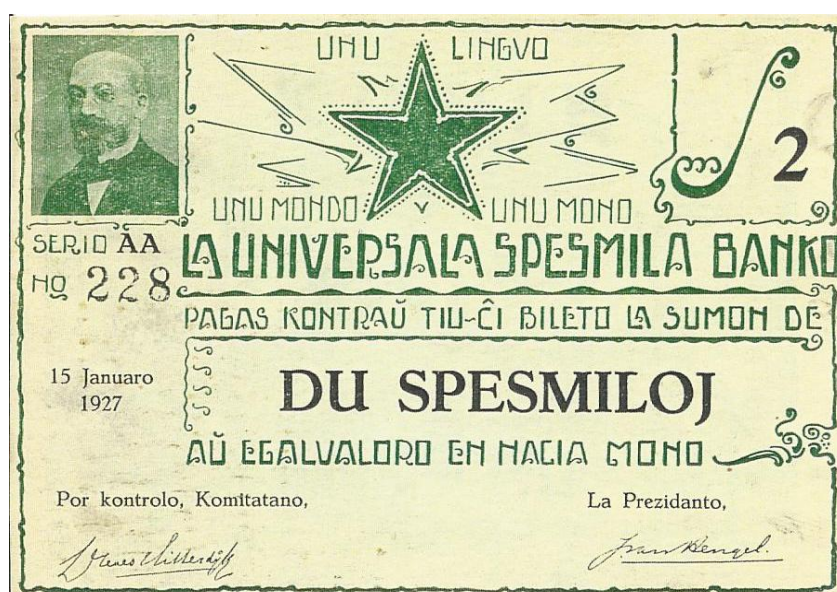 UNU LINGVO
2
UNU MONDO UNU MONO
SERIO AA
No 228
LA UNIVERSALA SPESMILA BANKO
PAGAS KONTRAŬ TIU-ĈI BILETO LA SUMON DE
15 Januaro
1927
DU SPESMILOJ
AŬ EGALVALORO EN NACIA MONO
Por kontrolo, Komitatano,
La Prezidanto,